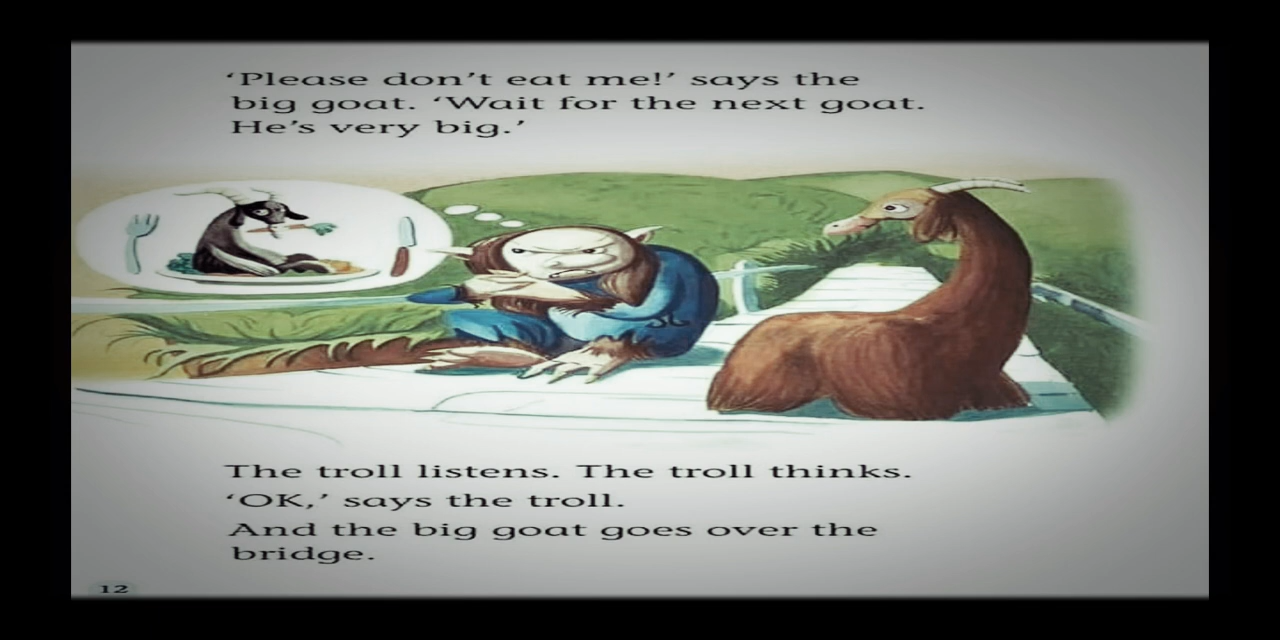 ‘Please don’t eat me!’ says the
big goat. ‘Wait for the next goat.
He’s very big.’
The troll listens. The troll thinks.
‘OK,’ says the troll.
And the big goat goes over the
bridge.
12